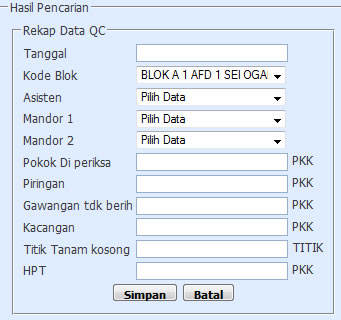 Hasil Pencarian
Rekap Data QC
Tanggal
Kode Blok BLOK A 1 AFD 1 SEI OGA
Asisten Pilih Data
Mandor 1 Pilih Data
Mandor 2 Pilih Data
Pokok Di periksa PKK
Piringan PKK
Gawangan tdk berih PKK
Kacangan PKK
Titik Tanam kosong TITIK
HPT PKK
Simpan Batal